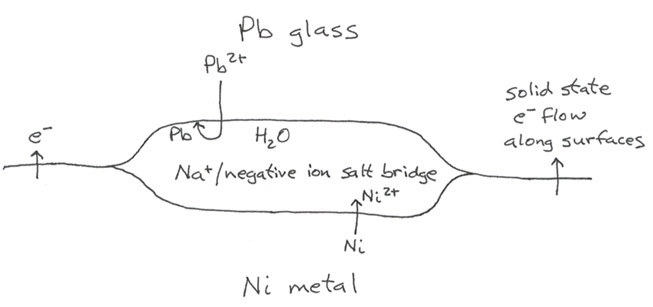 Pb glass
Pb²⁺
solid state
e⁻ flow
along surfaces
e⁻
Pb
H₂O
Na⁺/negative ion salt bridge
Ni²⁺
Ni
Ni metal